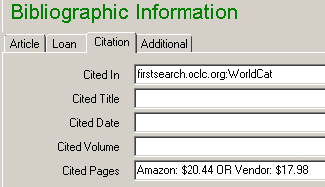 Bibliographic Information
Article Loan Citation Additional
Cited In firstsearch.oclc.org:WorldCat
Cited Title
Cited Date
Cited Volume
Cited Pages Amazon: $20.44 OR Vendor: $17.98